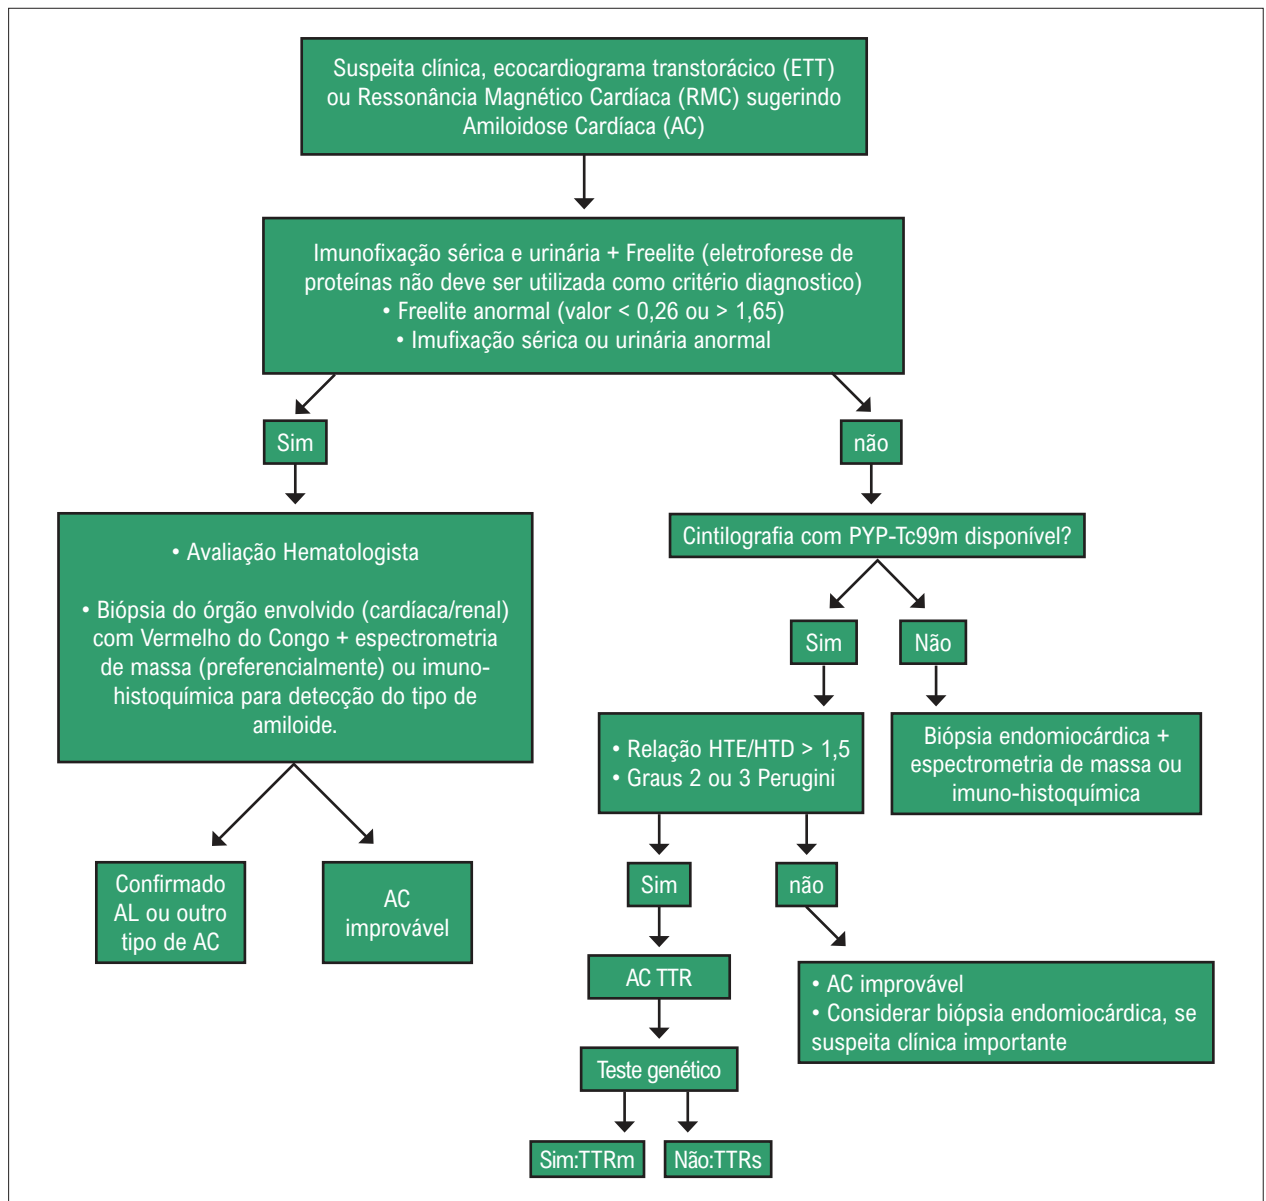 Suspeita clínica, ecocardiograma transtorácico (ETT)
ou Ressonância Magnético Cardíaca (RMC) sugerindo
Amiloidose Cardíaca (AC)
Imunofixação sérica e urinária + Freelite (eletroforese de
proteínas não deve ser utilizada como critério diagnostico)
• Freelite anormal (valor < 0,26 ou > 1,65)
• Imufixação sérica ou urinária anormal
Sim
não
• Avaliação Hematologista
• Biópsia do órgão envolvido (cardíaca/renal)
com Vermelho do Congo + espectrometria
de massa (preferencialmente) ou imuno-
histoquímica para detecção do tipo de
amiloide.
Confirmado
AL ou outro
tipo de AC
AC
improvável
Cintilografia com PYP-Tc99m disponível?
Sim
Não
• Relação HTE/HTD > 1,5
• Graus 2 ou 3 Perugini
Biópsia endomiocárdica +
espectrometria de massa ou
imuno-histoquímica
Sim
não
AC TTR
• AC improvável
• Considerar biópsia endomiocárdica, se
suspeita clínica importante
Teste genético
Sim:TTRm
Não:TTRs